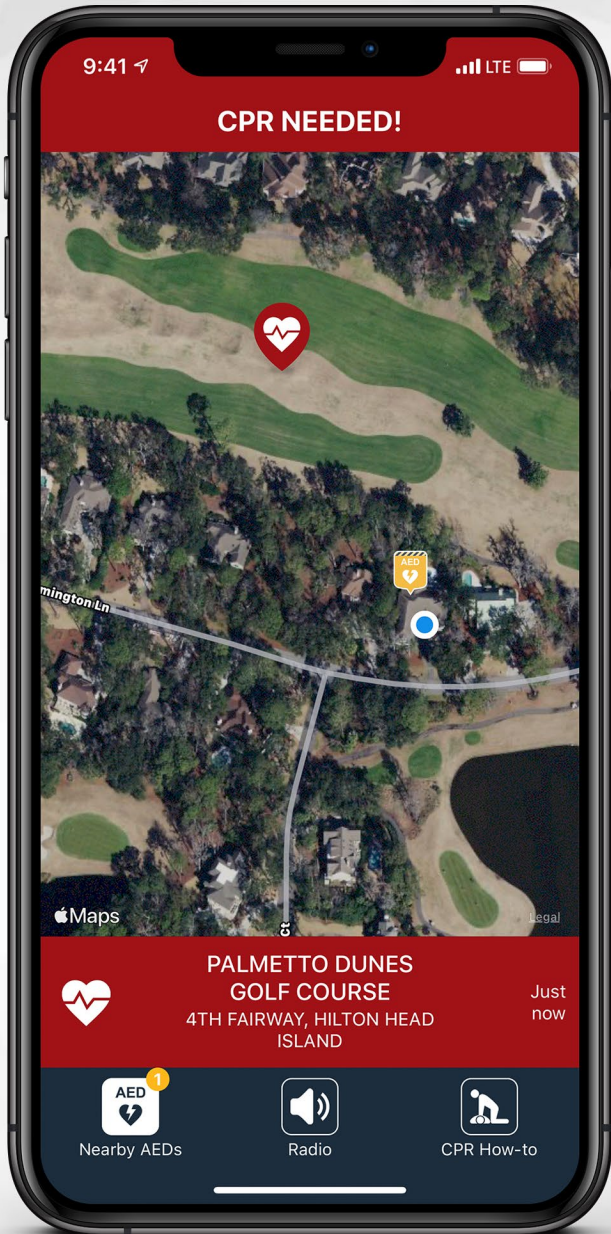 9:41
LTE
CPR NEEDED!
AED
mington Ln
Maps
Legal
ct
PALMETTO DUNES
GOLF COURSE
4TH FAIRWAY, HILTON HEAD
ISLAND
Just
now
AED
1
Nearby AEDs
Radio
CPR How-to